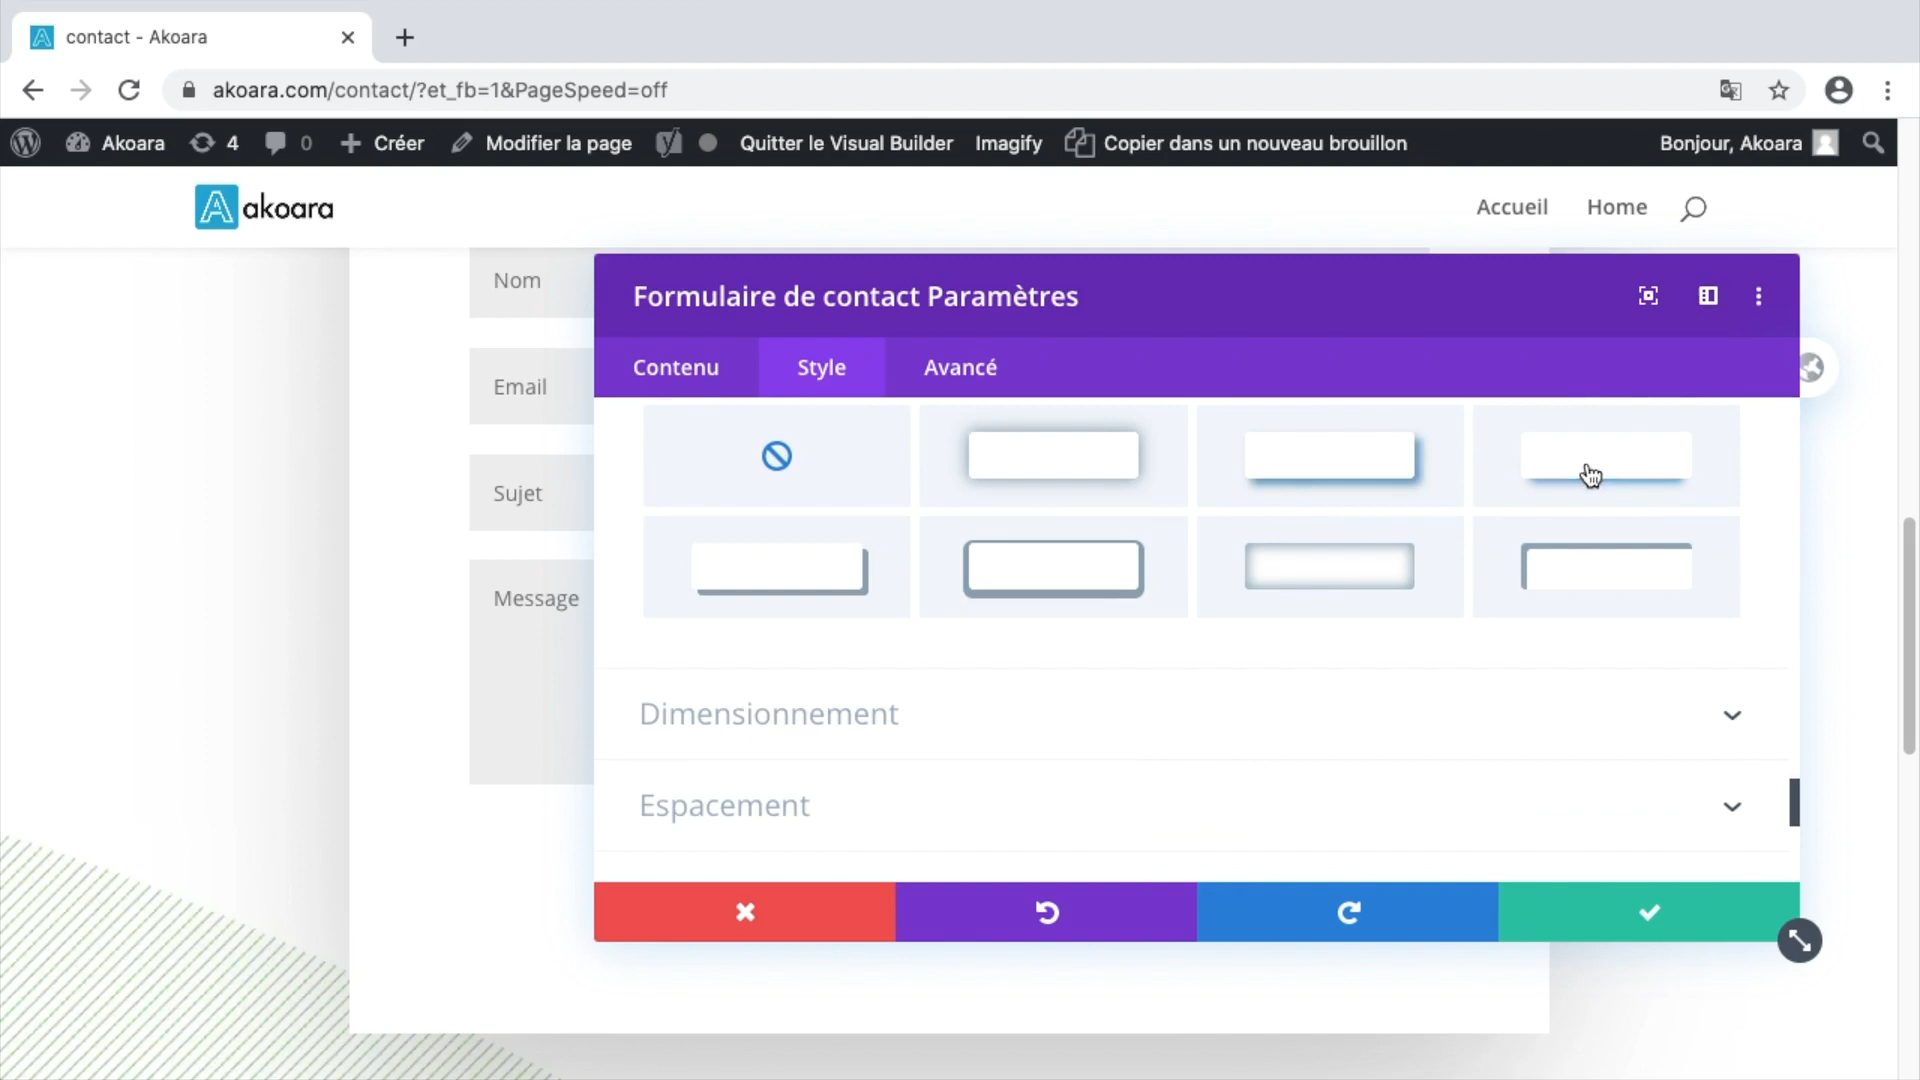 contact - Akoara
akoara.com/contact/?et_fb=1&PageSpeed=off
Akoara 4 0 Créer Modifier la page Quitter le Visual Builder Imagify Copier dans un nouveau brouillon Bonjour, Akoara
A akoara Accueil Home
Nom
Formulaire de contact Paramètres
Contenu Style Avancé
Email
Sujet
Message
Dimensionnement
Espacement